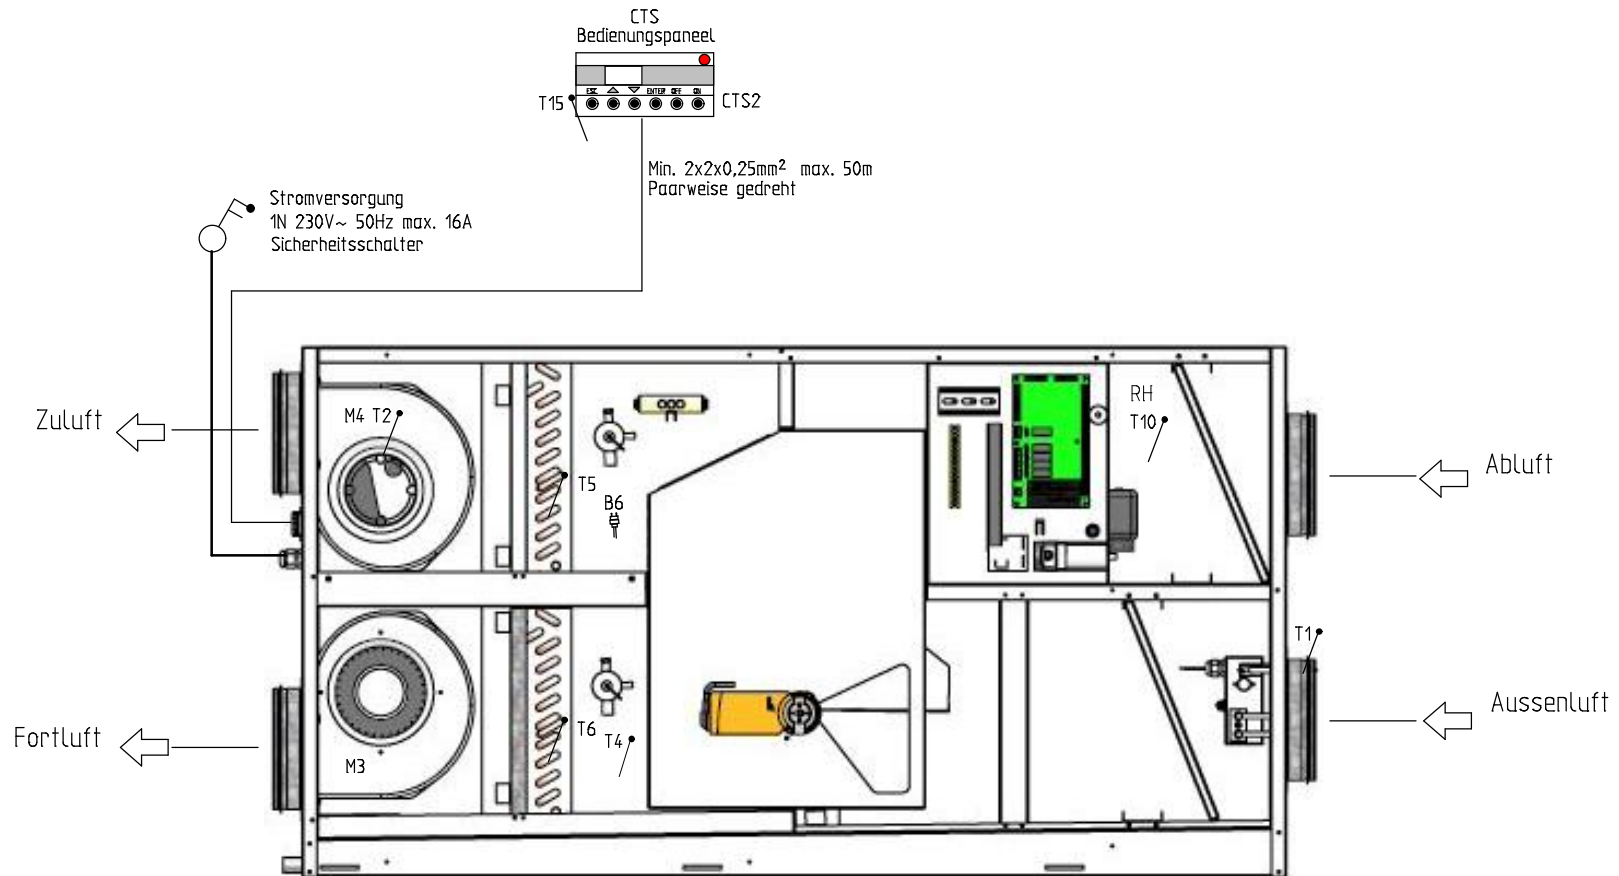 CTS
Bedienungspaneel
ESC ENTER OFF ON
T15
CTS2
Min. 2x2x0,25mm² max. 50m
Paarweise gedreht
Stromversorgung
1N 230V~ 50Hz max. 16A
Sicherheitsschalter
Zuluft
M4 T2
T5
B6
RH
T10
Abluft
T1
Fortluft
M3
T6
T4
Aussenluft